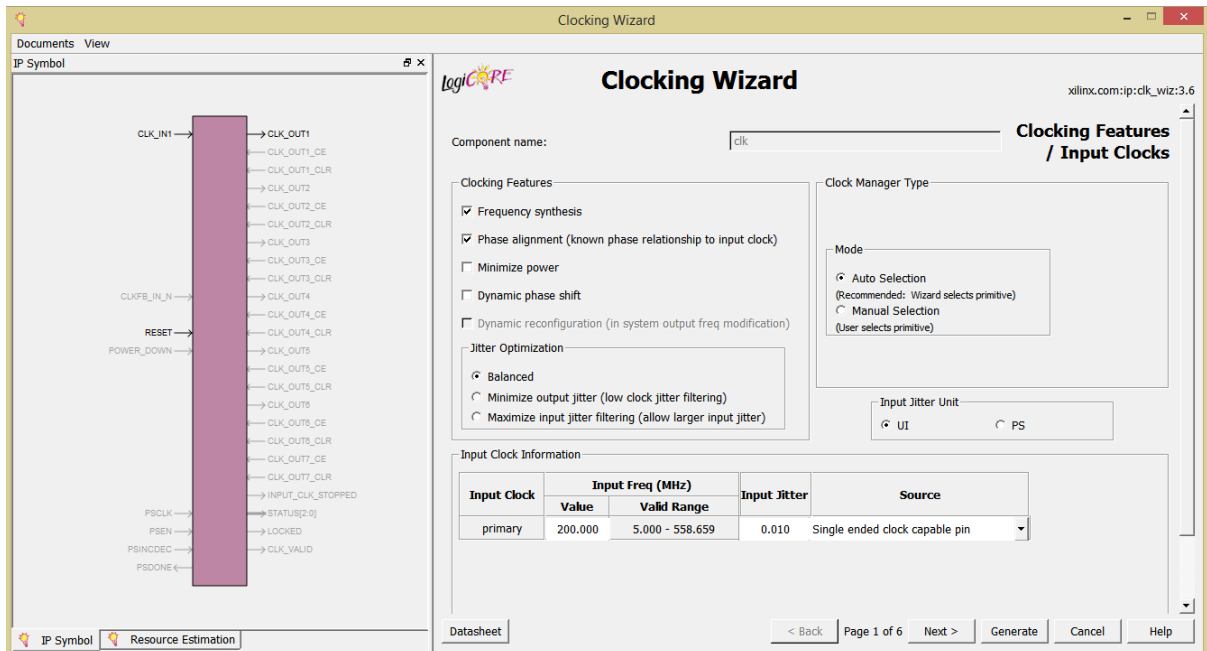 Clocking Wizard
Documents View
IP Symbol
CLK_IN1
CLKFB_IN_N
RESET
POWER_DOWN
PSCLK
PSEN
PSINCDEC
PSDONE
CLK_OUT1
CLK_OUT1_CE
CLK_OUT1_CLR
CLK_OUT2
CLK_OUT2_CE
CLK_OUT2_CLR
CLK_OUT3
CLK_OUT3_CE
CLK_OUT3_CLR
CLK_OUT4
CLK_OUT4_CE
CLK_OUT4_CLR
CLK_OUT5
CLK_OUT5_CE
CLK_OUT5_CLR
CLK_OUT6
CLK_OUT6_CE
CLK_OUT6_CLR
CLK_OUT7_CE
CLK_OUT7_CLR
INPUT_CLK_STOPPED
STATUS[2:0]
LOCKED
CLK_VALID
IP Symbol
Resource Estimation
LogiCORE
Clocking Wizard
xilinx.com:ip:clk_wiz:3.6
Component name: clk
Clocking Features
/ Input Clocks
Clocking Features
Frequency synthesis
Phase alignment (known phase relationship to input clock)
Minimize power
Dynamic phase shift
Dynamic reconfiguration (in system output freq modification)
Jitter Optimization
Balanced
Minimize output jitter (low clock jitter filtering)
Maximize input jitter filtering (allow larger input jitter)
Clock Manager Type
Mode
Auto Selection
(Recommended: Wizard selects primitive)
Manual Selection
(User selects primitive)
Input Jitter Unit
UI PS
Input Clock Information
Input Clock Input Freq (MHz) Input Jitter Source
Value Valid Range
primary 200.000 5.000 - 558.659 0.010 Single ended clock capable pin
Datasheet < Back Page 1 of 6 Next > Generate Cancel Help